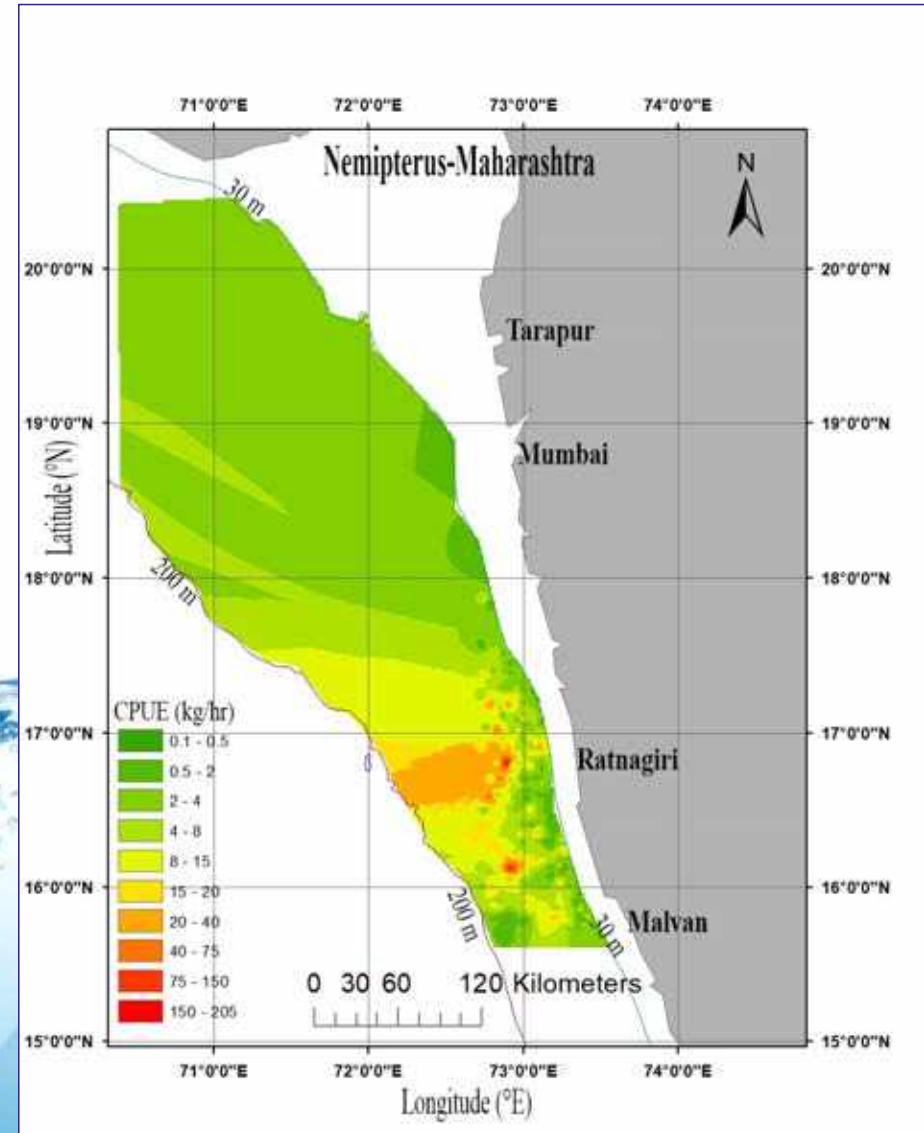 71°0'0"E 72°0'0"E 73°0'0"E 74°0'0"E
Nemipterus-Maharashtra
N
30 m
20°0'0"N 20°0'0"N
Tarapur
19°0'0"N 19°0'0"N
Mumbai
Latitude (°N)
18°0'0"N 18°0'0"N
200 m
CPUE (kg/hr)
0.1 - 0.5
0.5 - 2
2 - 4
4 - 8
8 - 15
15 - 20
20 - 40
40 - 75
75 - 150
150 - 205
17°0'0"N 17°0'0"N
Ratnagiri
16°0'0"N 16°0'0"N
200 m
30 m
Malvan
0 30 60 120 Kilometers
15°0'0"N 15°0'0"N
71°0'0"E 72°0'0"E 73°0'0"E 74°0'0"E
Longitude (°E)